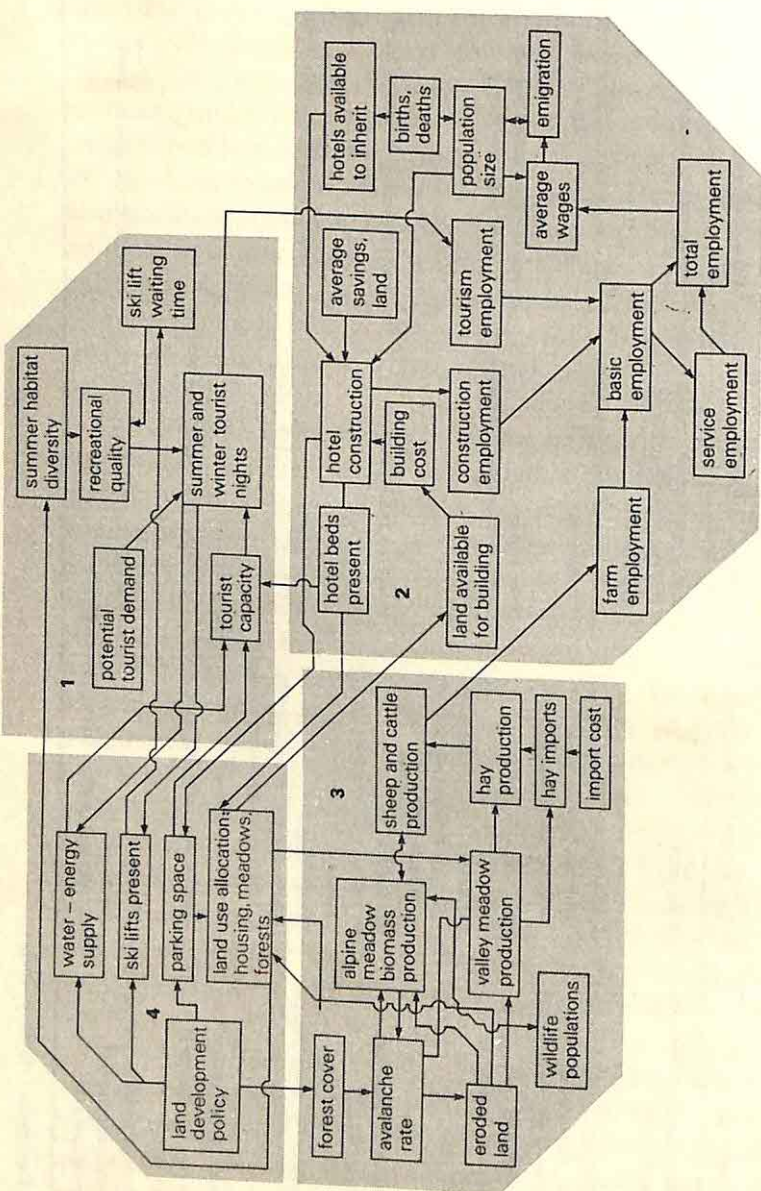 1
summer habitat
diversity
recreational
quality
ski lift
waiting
time
potential
tourist demand
summer and
winter tourist
nights
tourist
capacity
2
hotels available
to inherit
births,
deaths
average
savings,
land
population
size
emigration
average
wages
hotel
construction
hotel beds
present
building
cost
land available
for building
tourism
employment
construction
employment
basic
employment
total
employment
service
employment
farm
employment
3
sheep and cattle
production
hay
production
hay imports
import cost
alpine
meadow
biomass
production
valley meadow
production
wildlife
populations
forest cover
avalanche
rate
eroded
land
4
water – energy
supply
ski lifts present
parking space
land use allocation:
housing, meadows,
forests
land
development
policy